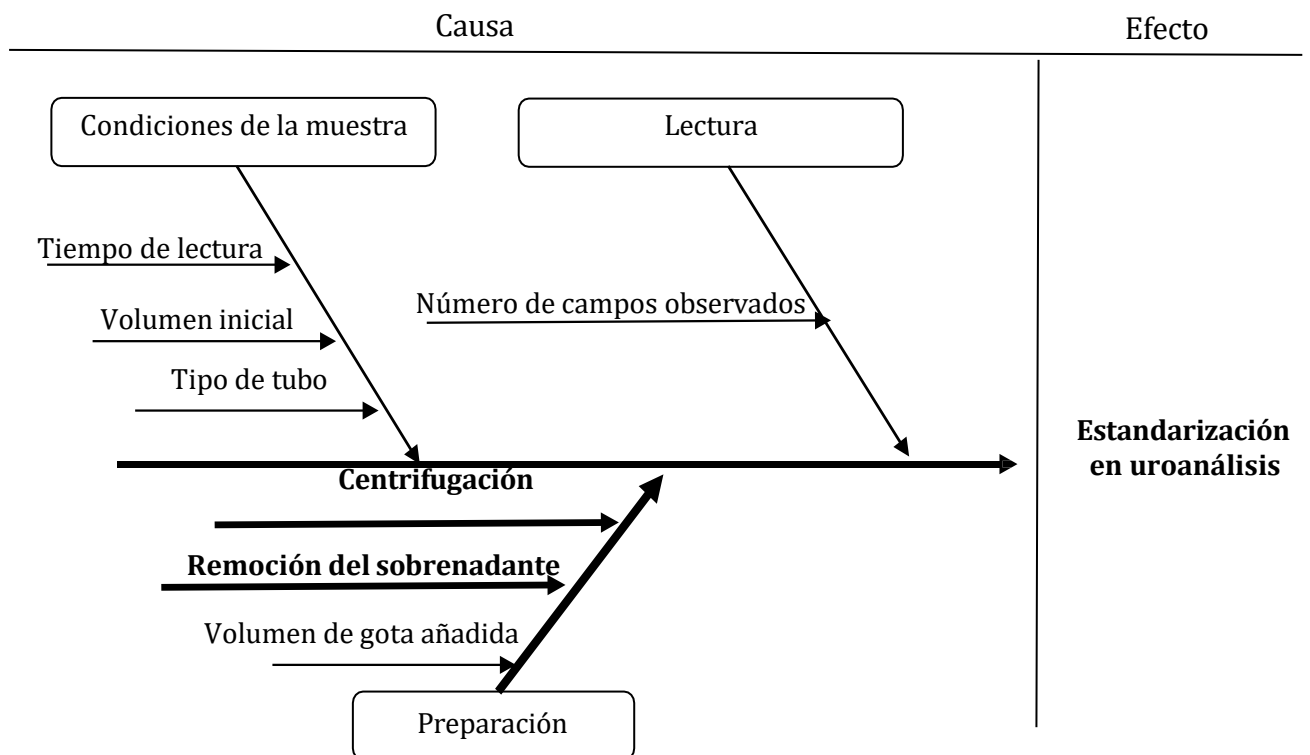 Causa
Efecto
Condiciones de la muestra
Lectura
Tiempo de lectura
Número de campos observados
Volumen inicial
Tipo de tubo
Estandarización
en uroanálisis
Centrifugación
Remoción del sobrenadante
Volumen de gota añadida
Preparación